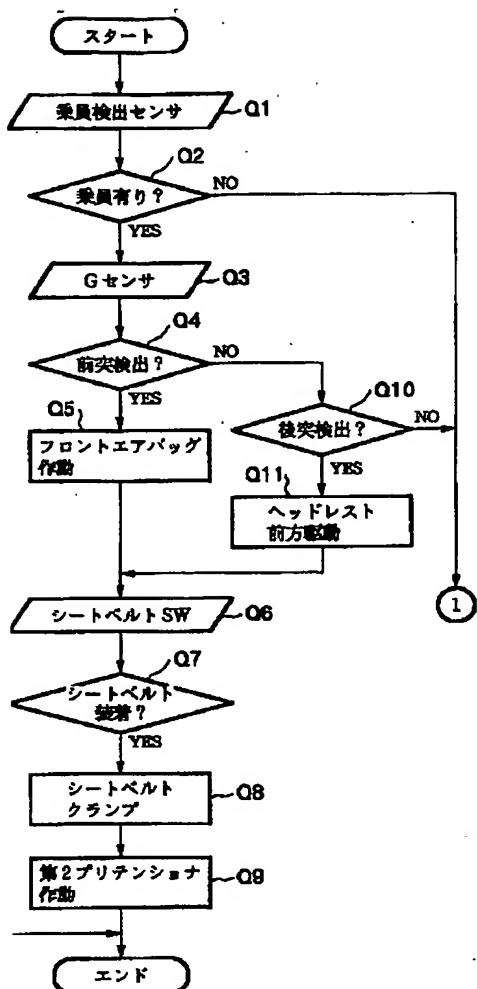 スタート
乗員検出センサ
Q1
Q2
乗員有り?
NO
YES
Gセンサ
Q3
Q4
前突検出?
NO
YES
Q5
フロントエアバッグ
作動
Q10
後突検出?
NO
YES
Q11
ヘッドレスト
前方駆動
1
シートベルトSW
Q6
Q7
シートベルト
装着?
YES
シートベルト
クランプ
Q8
第2プリテンショナ
作動
Q9
エンド